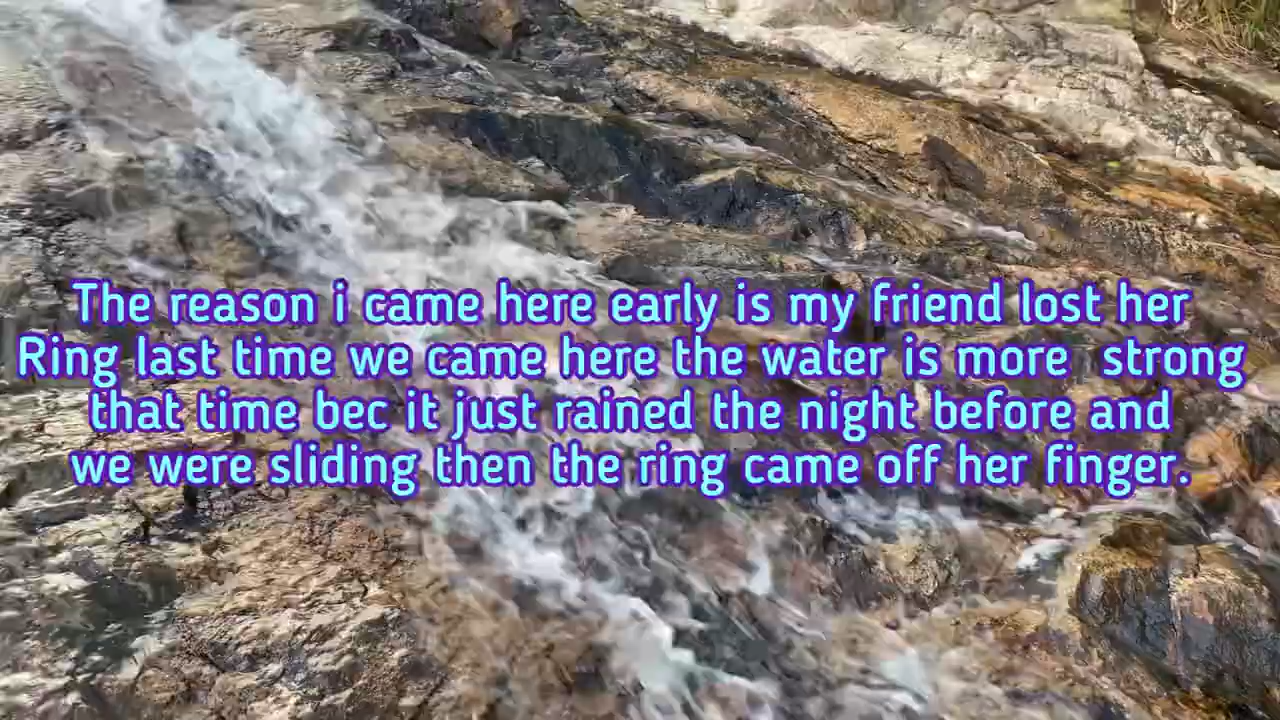 The reason i came here early is my friend lost her
Ring last time we came here the water is more strong
that time bec it just rained the night before and
we were sliding then the ring came off her finger.